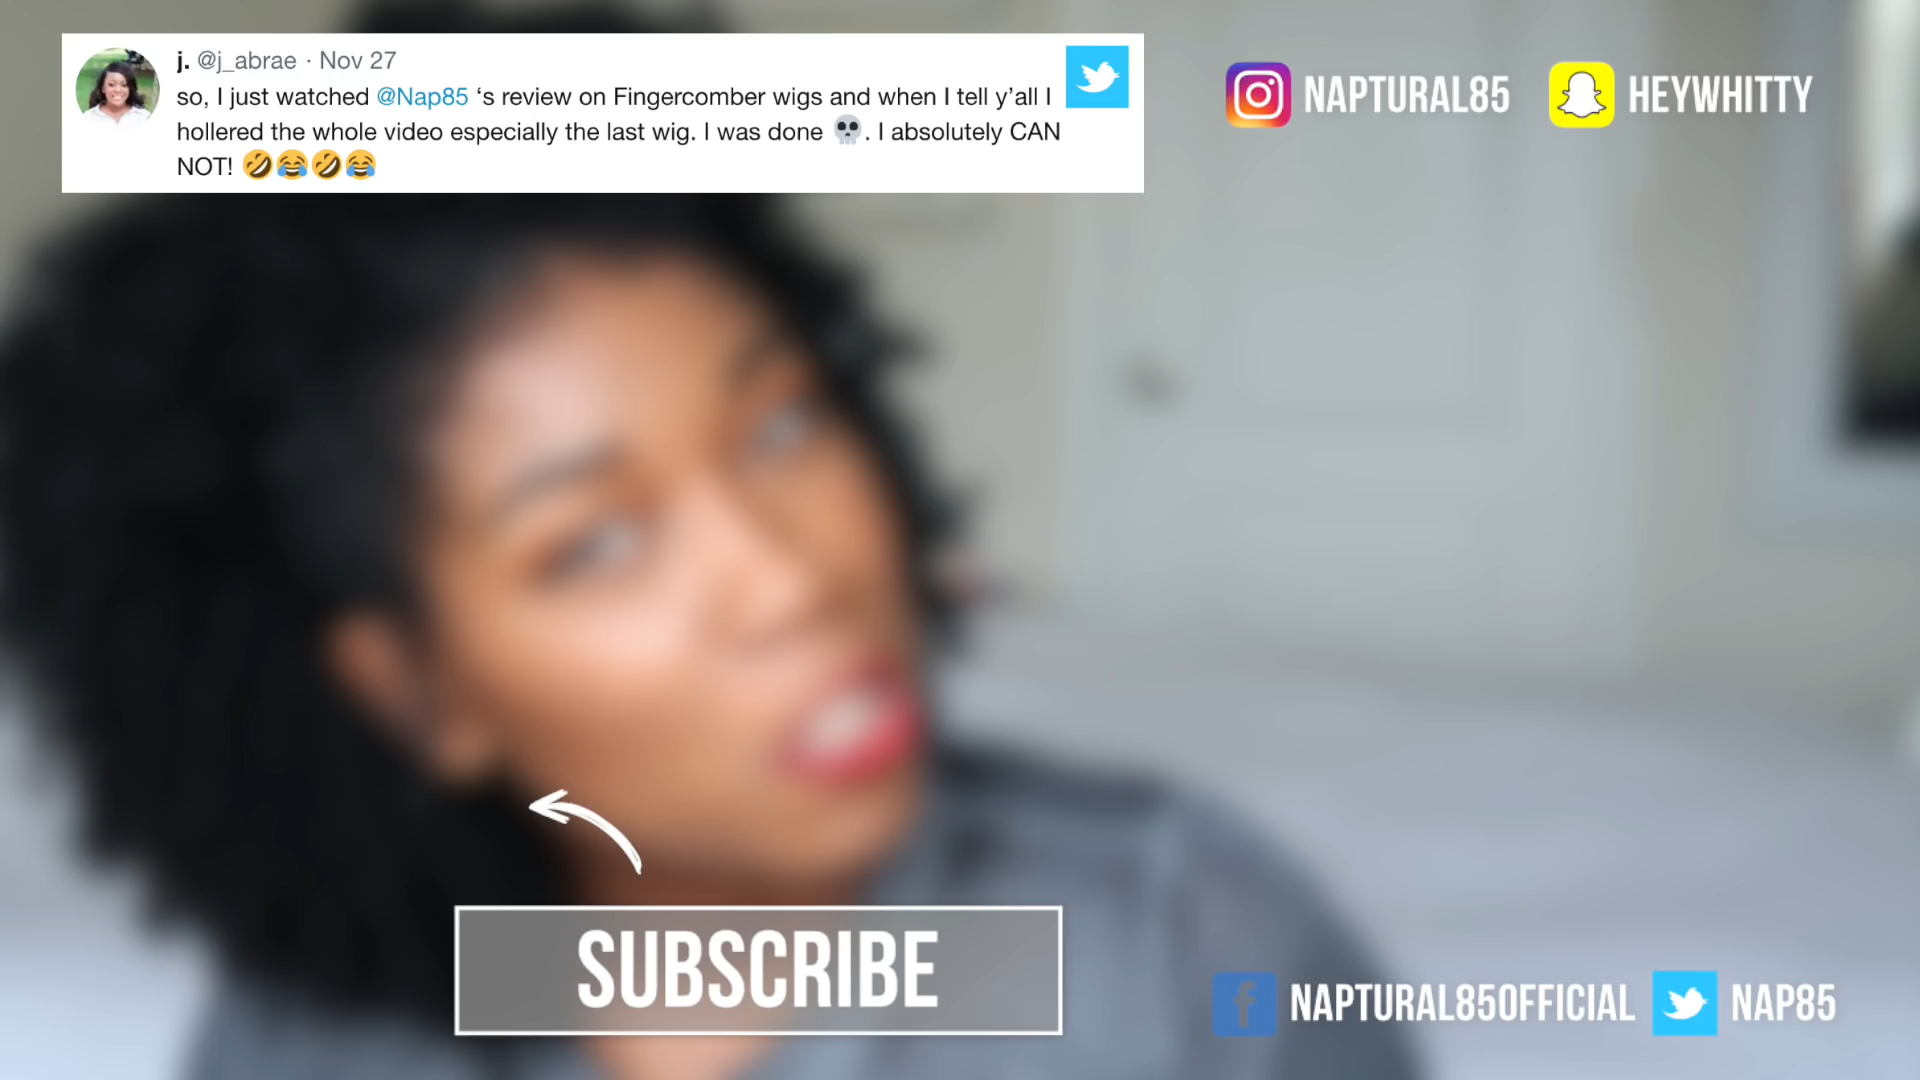 j. @j_abrae · Nov 27
so, I just watched @Nap85 ‘s review on Fingercomber wigs and when I tell y’all I
hollered the whole video especially the last wig. I was done 💀. I absolutely CAN
NOT! 🤣😂🤣😂
NAPTURAL85
HEYWHITTY
SUBSCRIBE
NAPTURAL85OFFICIAL
NAP85